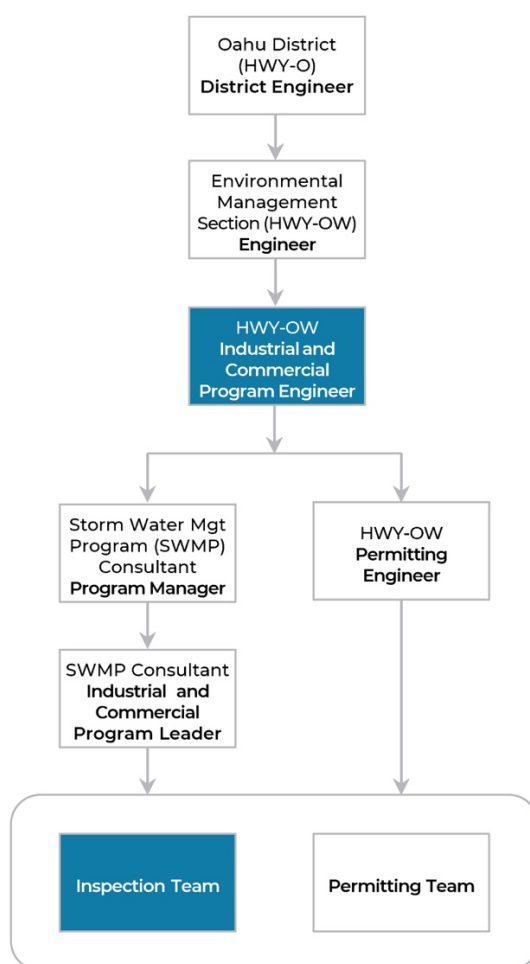 Oahu District
(HWY-O)
District Engineer
Environmental
Management
Section (HWY-OW)
Engineer
HWY-OW
Industrial and
Commercial
Program Engineer
Storm Water Mgt
Program (SWMP)
Consultant
Program Manager
HWY-OW
Permitting
Engineer
SWMP Consultant
Industrial and
Commercial
Program Leader
Inspection Team
Permitting Team